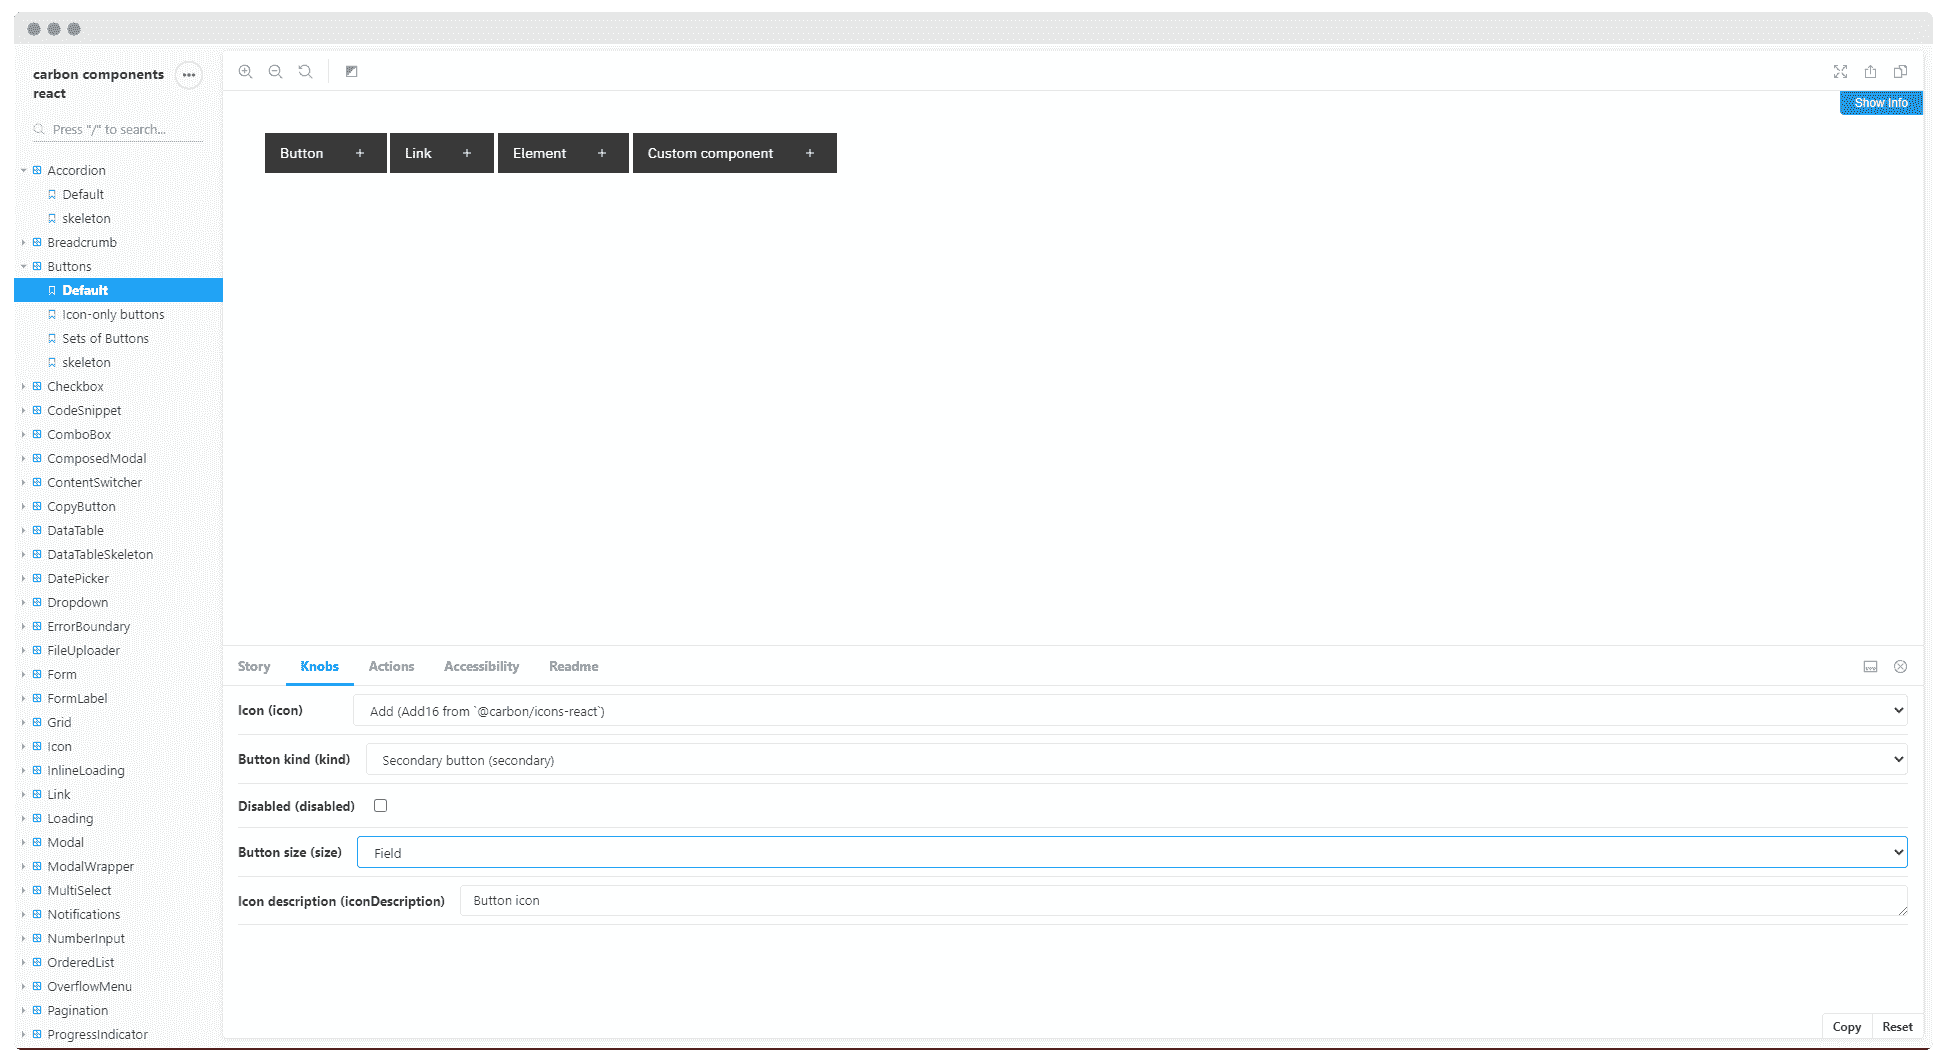 carbon components
react
•••
Press "/" to search...
Accordion
Default
skeleton
Breadcrumb
Buttons
Default
Icon-only buttons
Sets of Buttons
skeleton
Checkbox
CodeSnippet
ComboBox
ComposedModal
ContentSwitcher
CopyButton
DataTable
DataTableSkeleton
DatePicker
Dropdown
ErrorBoundary
FileUploader
Form
FormLabel
Grid
Icon
InlineLoading
Link
Loading
Modal
ModalWrapper
MultiSelect
Notifications
NumberInput
OrderedList
OverflowMenu
Pagination
ProgressIndicator
Show Info
Button +
Link +
Element +
Custom component +
Story Knobs Actions Accessibility Readme
Icon (icon) Add (Add16 from `@carbon/icons-react`)
Button kind (kind) Secondary button (secondary)
Disabled (disabled)
Button size (size) Field
Icon description (iconDescription) Button icon
Copy Reset